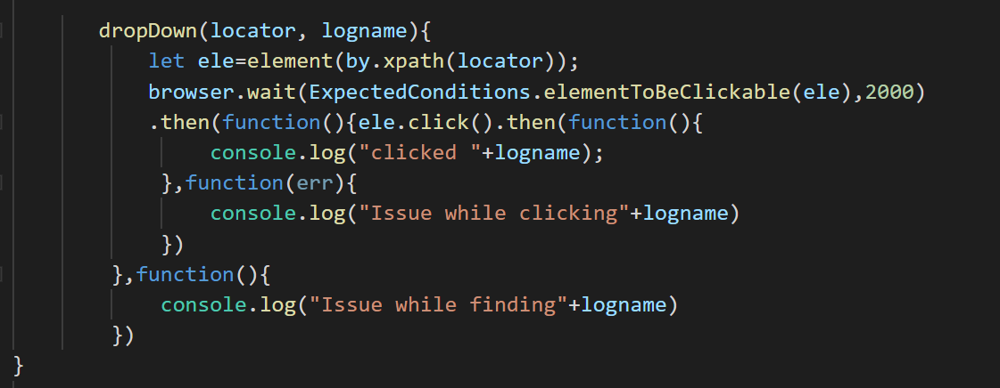 dropDown(locator, logname){
let ele=element(by.xpath(locator));
browser.wait(ExpectedConditions.elementToBeClickable(ele),2000)
.then(function(){ele.click().then(function(){
console.log("clicked "+logname);
},function(err){
console.log("Issue while clicking"+logname)
})
},function(){
console.log("Issue while finding"+logname)
})
}